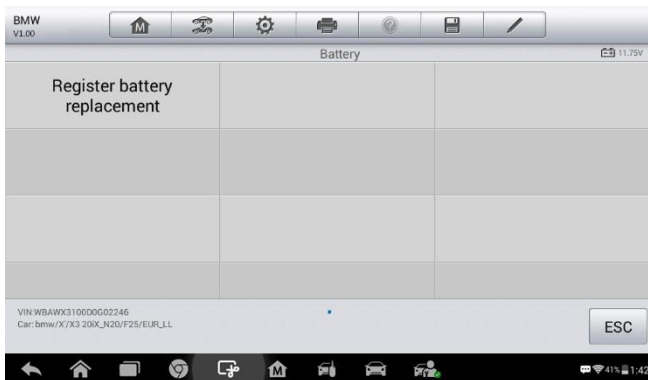 BMW
V1.00
M
Battery
11.75V
Register battery
replacement
VIN:WBAWX3100D0G02246
Car: bmw/X'/X3 20iX_N20/F25/EUR_LL
ESC
M
41%
1:42